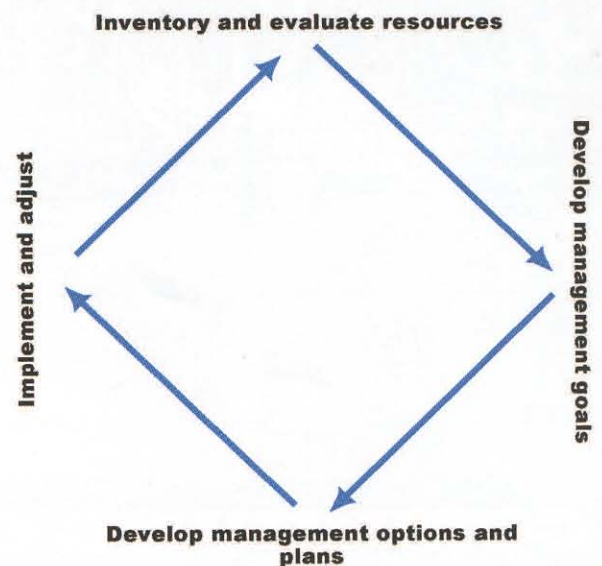 Inventory and evaluate resources
Develop management goals
Develop management options and
plans
Implement and adjust